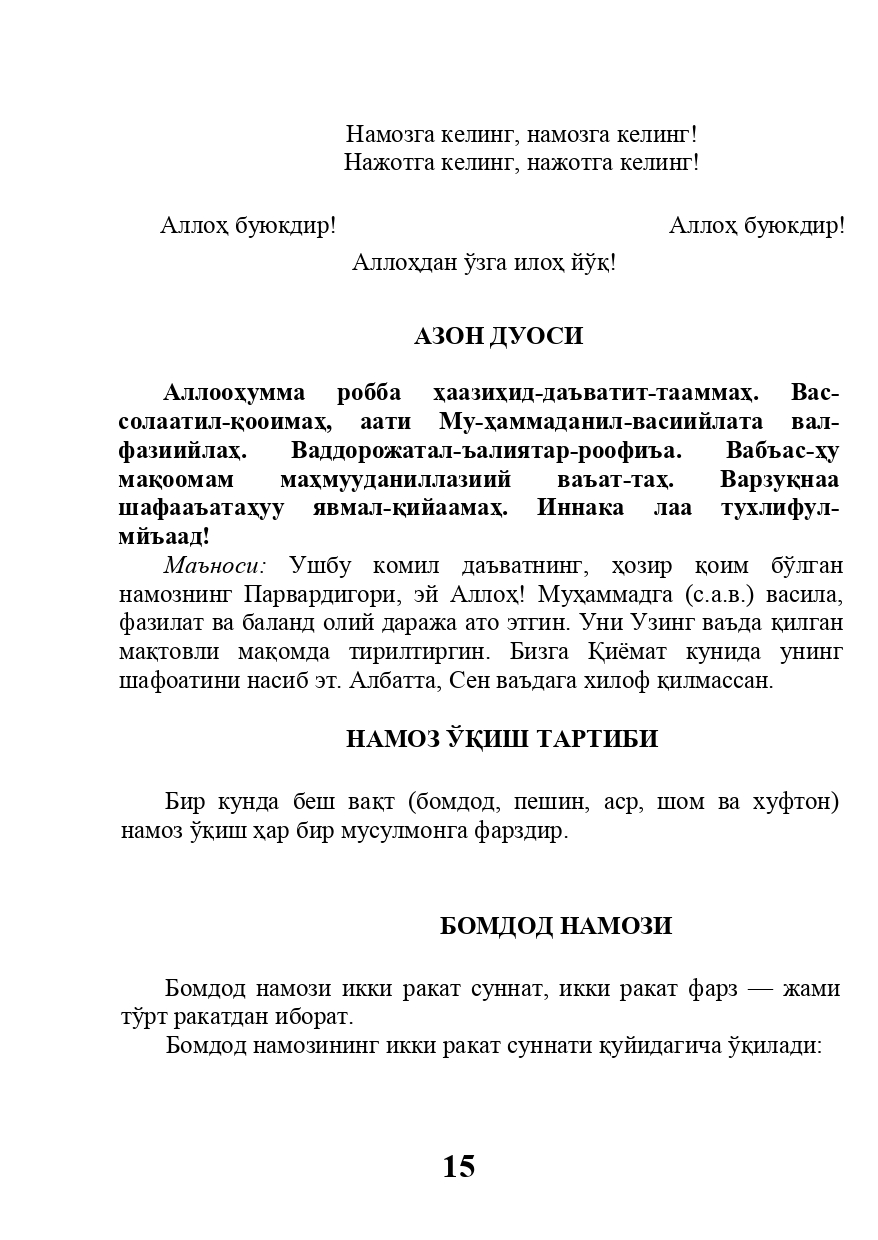 Намозга келинг, намозга келинг!
Нажотга келинг, нажотга келинг!
Аллоҳ буюкдир! Аллоҳ буюкдир!
Аллоҳдан ўзга илоҳ йўқ!
АЗОН ДУОСИ
Аллооҳумма робба ҳаазиҳид-даъватит-тааммаҳ. Вас-
солаатил-қооимаҳ, аати Му-ҳаммаданил-васиийлата вал-
фазиийлаҳ. Ваддорожатал-ъалиятар-роофиъа. Вабъас-ҳу
мақоомам маҳмууданиллазиий ваъат-таҳ. Варзуқнаа
шафааъатаҳуу явмал-қийаамаҳ. Иннака лаа тухлифул-
мйъаад!
Маъноси: Ушбу комил даъватнинг, ҳозир қоим бўлган
намознинг Парвардигори, эй Аллоҳ! Муҳаммадга (с.а.в.) васила,
фазилат ва баланд олий даража ато этгин. Уни Узинг ваъда қилган
мақтовли мақомда тирилтиргин. Бизга Қиёмат кунида унинг
шафоатини насиб эт. Албатта, Сен ваъдага хилоф қилмассан.
НАМОЗ ЎҚИШ ТАРТИБИ
Бир кунда беш вақт (бомдод, пешин, аср, шом ва хуфтон)
намоз ўқиш ҳар бир мусулмонга фарздир.
БОМДОД НАМОЗИ
Бомдод намози икки ракат суннат, икки ракат фарз — жами
тўрт ракатдан иборат.
Бомдод намозининг икки ракат суннати қуйидагича ўқилади:
15